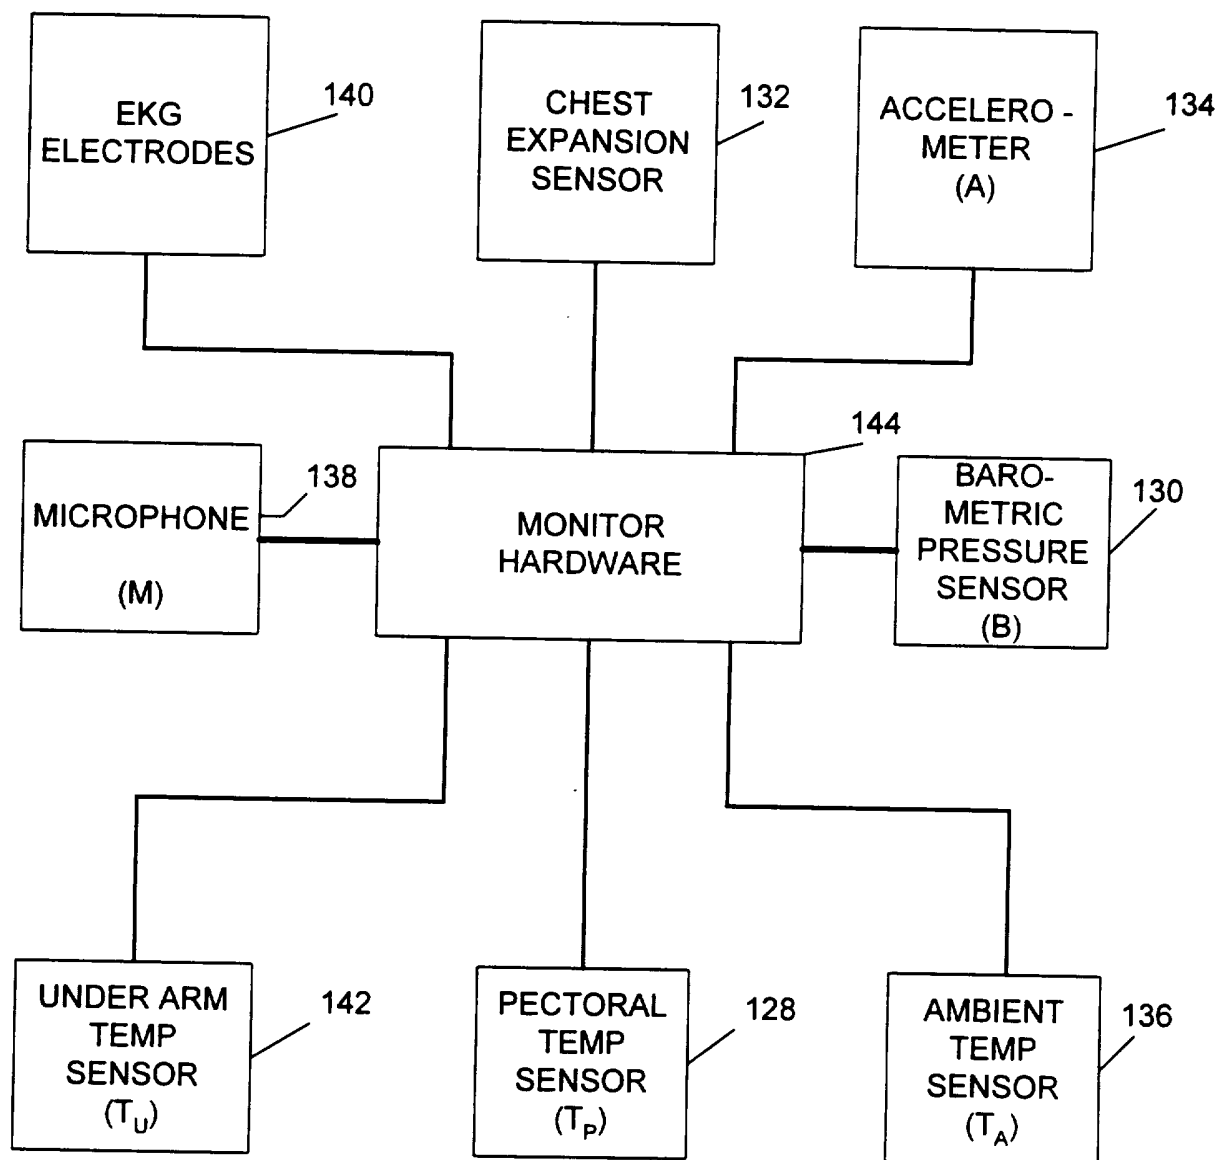 EKG
ELECTRODES
140
CHEST
EXPANSION
SENSOR
132
ACCELERO -
METER
(A)
134
MICROPHONE
(M)
138
MONITOR
HARDWARE
144
BARO-
METRIC
PRESSURE
SENSOR
(B)
130
UNDER ARM
TEMP
SENSOR
(T_U)
142
PECTORAL
TEMP
SENSOR
(T_P)
128
AMBIENT
TEMP
SENSOR
(T_A)
136